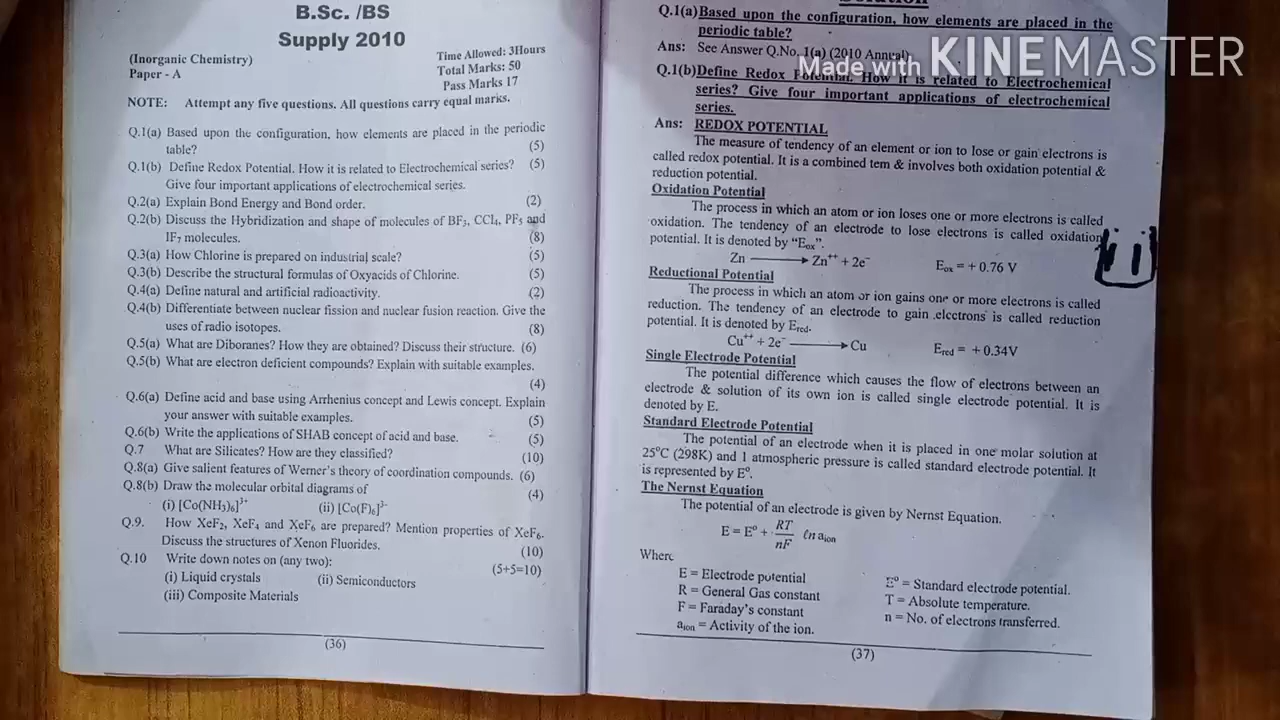 B.Sc. /BS
Supply 2010
(Inorganic Chemistry)
Paper - A
Time Allowed: 3Hours
Total Marks: 50
Pass Marks 17
NOTE: Attempt any five questions. All questions carry equal marks.
Q.1(a) Based upon the configuration, how elements are placed in the periodic
table? (5)
Q.1(b) Define Redox Potential. How it is related to Electrochemical series? (5)
Give four important applications of electrochemical series.
Q.2(a) Explain Bond Energy and Bond order. (2)
Q.2(b) Discuss the Hybridization and shape of molecules of BF₃, CCl₄, PF₅ and
IF₇ molecules. (8)
Q.3(a) How Chlorine is prepared on industrial scale? (5)
Q.3(b) Describe the structural formulas of Oxyacids of Chlorine. (5)
Q.4(a) Define natural and artificial radioactivity. (2)
Q.4(b) Differentiate between nuclear fission and nuclear fusion reaction. Give the
uses of radio isotopes. (8)
Q.5(a) What are Diboranes? How they are obtained? Discuss their structure. (6)
Q.5(b) What are electron deficient compounds? Explain with suitable examples.
(4)
Q.6(a) Define acid and base using Arrhenius concept and Lewis concept. Explain
your answer with suitable examples. (5)
Q.6(b) Write the applications of SHAB concept of acid and base. (5)
Q.7 What are Silicates? How are they classified? (10)
Q.8(a) Give salient features of Werner's theory of coordination compounds. (6)
Q.8(b) Draw the molecular orbital diagrams of (4)
(i) [Co(NH₃)₆]³⁺ (ii) [Co(F)₆]³⁻
Q.9. How XeF₂, XeF₄ and XeF₆ are prepared? Mention properties of XeF₆.
Discuss the structures of Xenon Fluorides. (10)
Q.10 Write down notes on (any two): (5+5=10)
(i) Liquid crystals (ii) Semiconductors
(iii) Composite Materials
(36)
Q.1(a)Based upon the configuration, how elements are placed in the
periodic table?
Ans: See Answer Q.No. 1(a) (2010 Annual)
Made with KINEMASTER
Q.1(b)Define Redox Potential. How it is related to Electrochemical
series? Give four important applications of electrochemical
series.
Ans: REDOX POTENTIAL
The measure of tendency of an element or ion to lose or gain electrons is
called redox potential. It is a combined tem & involves both oxidation potential &
reduction potential.
Oxidation Potential
The process in which an atom or ion loses one or more electrons is called
oxidation. The tendency of an electrode to lose electrons is called oxidation
potential. It is denoted by "Eₒₓ".
Zn ⟶ Zn⁺⁺ + 2e⁻ Eₒₓ = + 0.76 V
Reductional Potential
The process in which an atom or ion gains one or more electrons is called
reduction. The tendency of an electrode to gain electrons is called reduction
potential. It is denoted by E_red.
Cu⁺⁺ + 2e⁻ ⟶ Cu E_red = + 0.34V
Single Electrode Potential
The potential difference which causes the flow of electrons between an
electrode & solution of its own ion is called single electrode potential. It is
denoted by E.
Standard Electrode Potential
The potential of an electrode when it is placed in one molar solution at
25°C (298K) and 1 atmospheric pressure is called standard electrode potential. It
is represented by E°.
The Nernst Equation
The potential of an electrode is given by Nernst Equation.
E = E° + RT/nF ℓn a_ion
Where
E = Electrode potential E° = Standard electrode potential.
R = General Gas constant T = Absolute temperature.
F = Faraday's constant n = No. of electrons transferred.
a_ion = Activity of the ion.
(37)